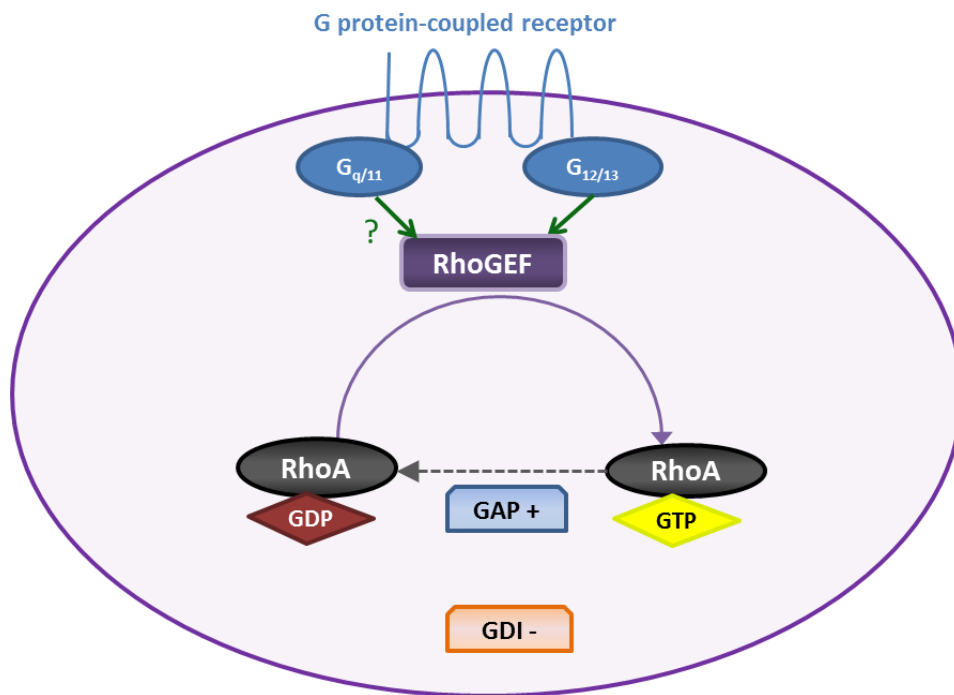 G protein-coupled receptor
Gq/11
G12/13
?
RhoGEF
RhoA
RhoA
GDP
GAP +
GTP
GDI -